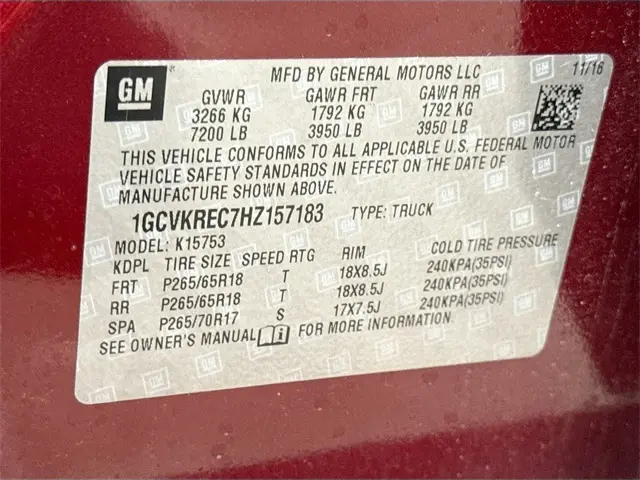 GM
MFD BY GENERAL MOTORS LLC 11/16
GVWR GAWR FRT GAWR RR
3266 KG 1792 KG 1792 KG
7200 LB 3950 LB 3950 LB
THIS VEHICLE CONFORMS TO ALL APPLICABLE U.S. FEDERAL MOTOR
VEHICLE SAFETY STANDARDS IN EFFECT ON THE DATE OF
MANUFACTURE SHOWN ABOVE.
1GCVKREC7HZ157183 TYPE: TRUCK
MODEL: K15753
KDPL TIRE SIZE SPEED RTG RIM COLD TIRE PRESSURE
FRT P265/65R18 T 18X8.5J 240KPA(35PSI)
RR P265/65R18 T 18X8.5J 240KPA(35PSI)
SPA P265/70R17 S 17X7.5J 240KPA(35PSI)
SEE OWNER'S MANUAL FOR MORE INFORMATION.